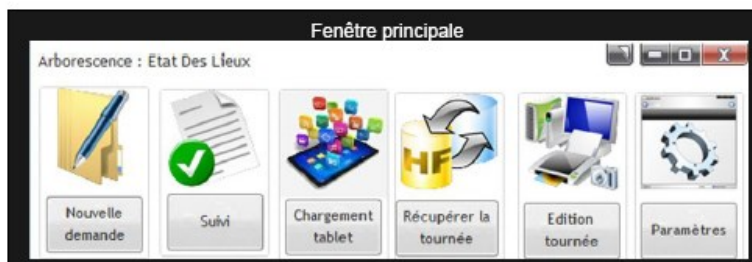 Fenêtre principale
Arborescence : Etat Des Lieux
HF
Nouvelle
demande
Suivi
Chargement
tablet
Récupérer la
tournée
Edition
tournée
Paramètres